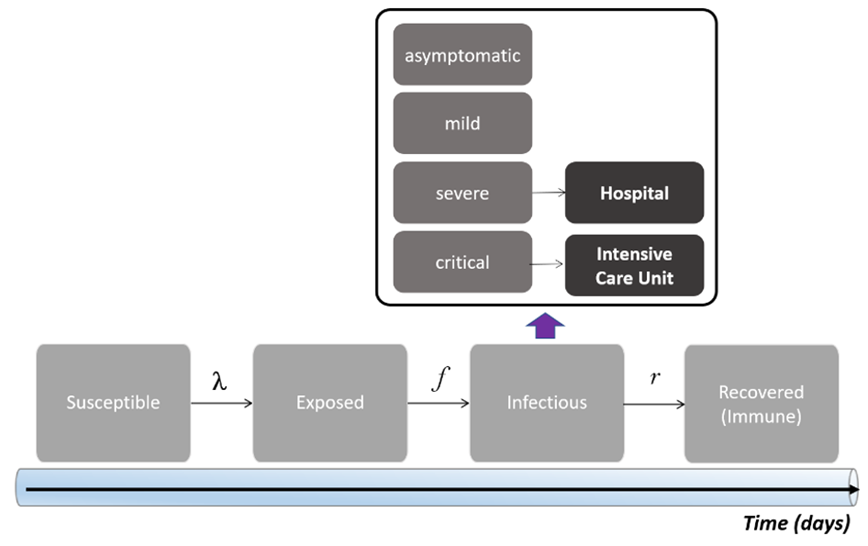 asymptomatic
mild
severe
Hospital
critical
Intensive
Care Unit
Susceptible
λ
Exposed
f
Infectious
r
Recovered
(Immune)
Time (days)